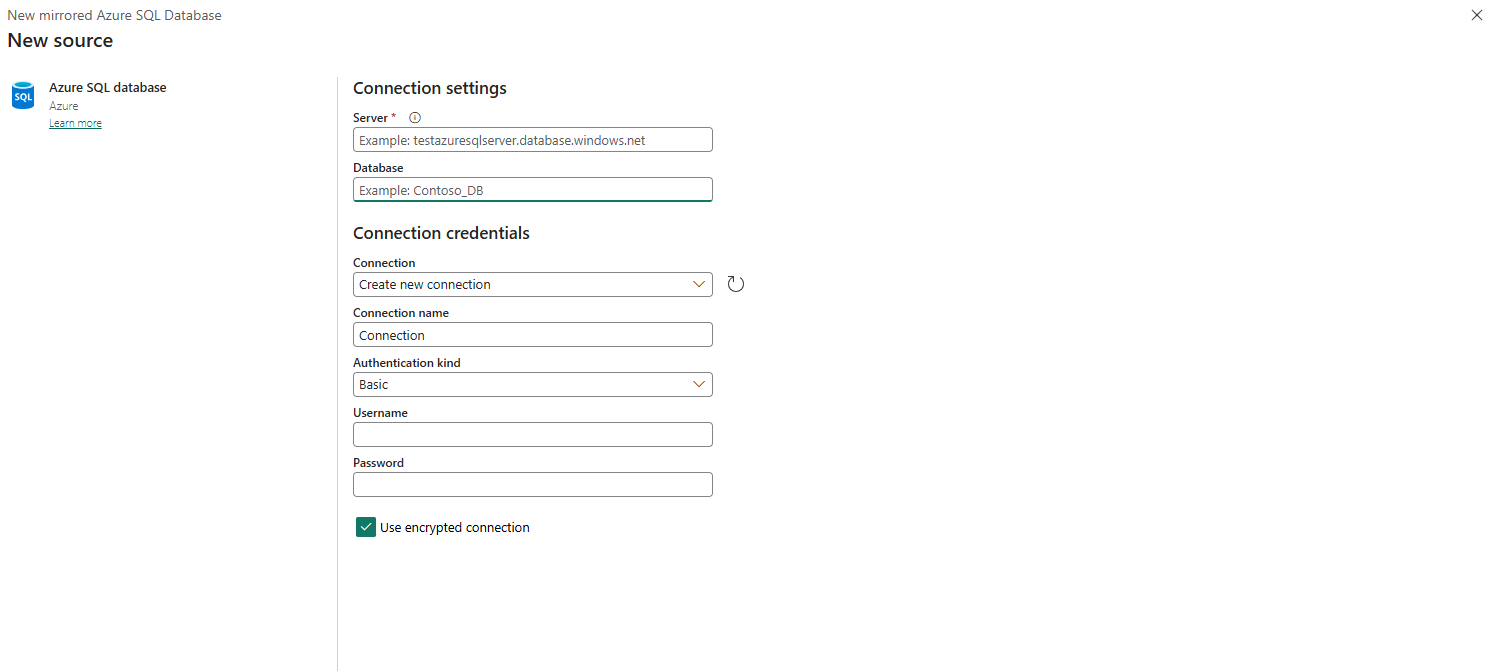 New mirrored Azure SQL Database
New source
SQL
Azure SQL database
Azure
Learn more
Connection settings
Server *
Example: testazuresqlserver.database.windows.net
Database
Example: Contoso_DB
Connection credentials
Connection
Create new connection
Connection name
Connection
Authentication kind
Basic
Username
Password
Use encrypted connection